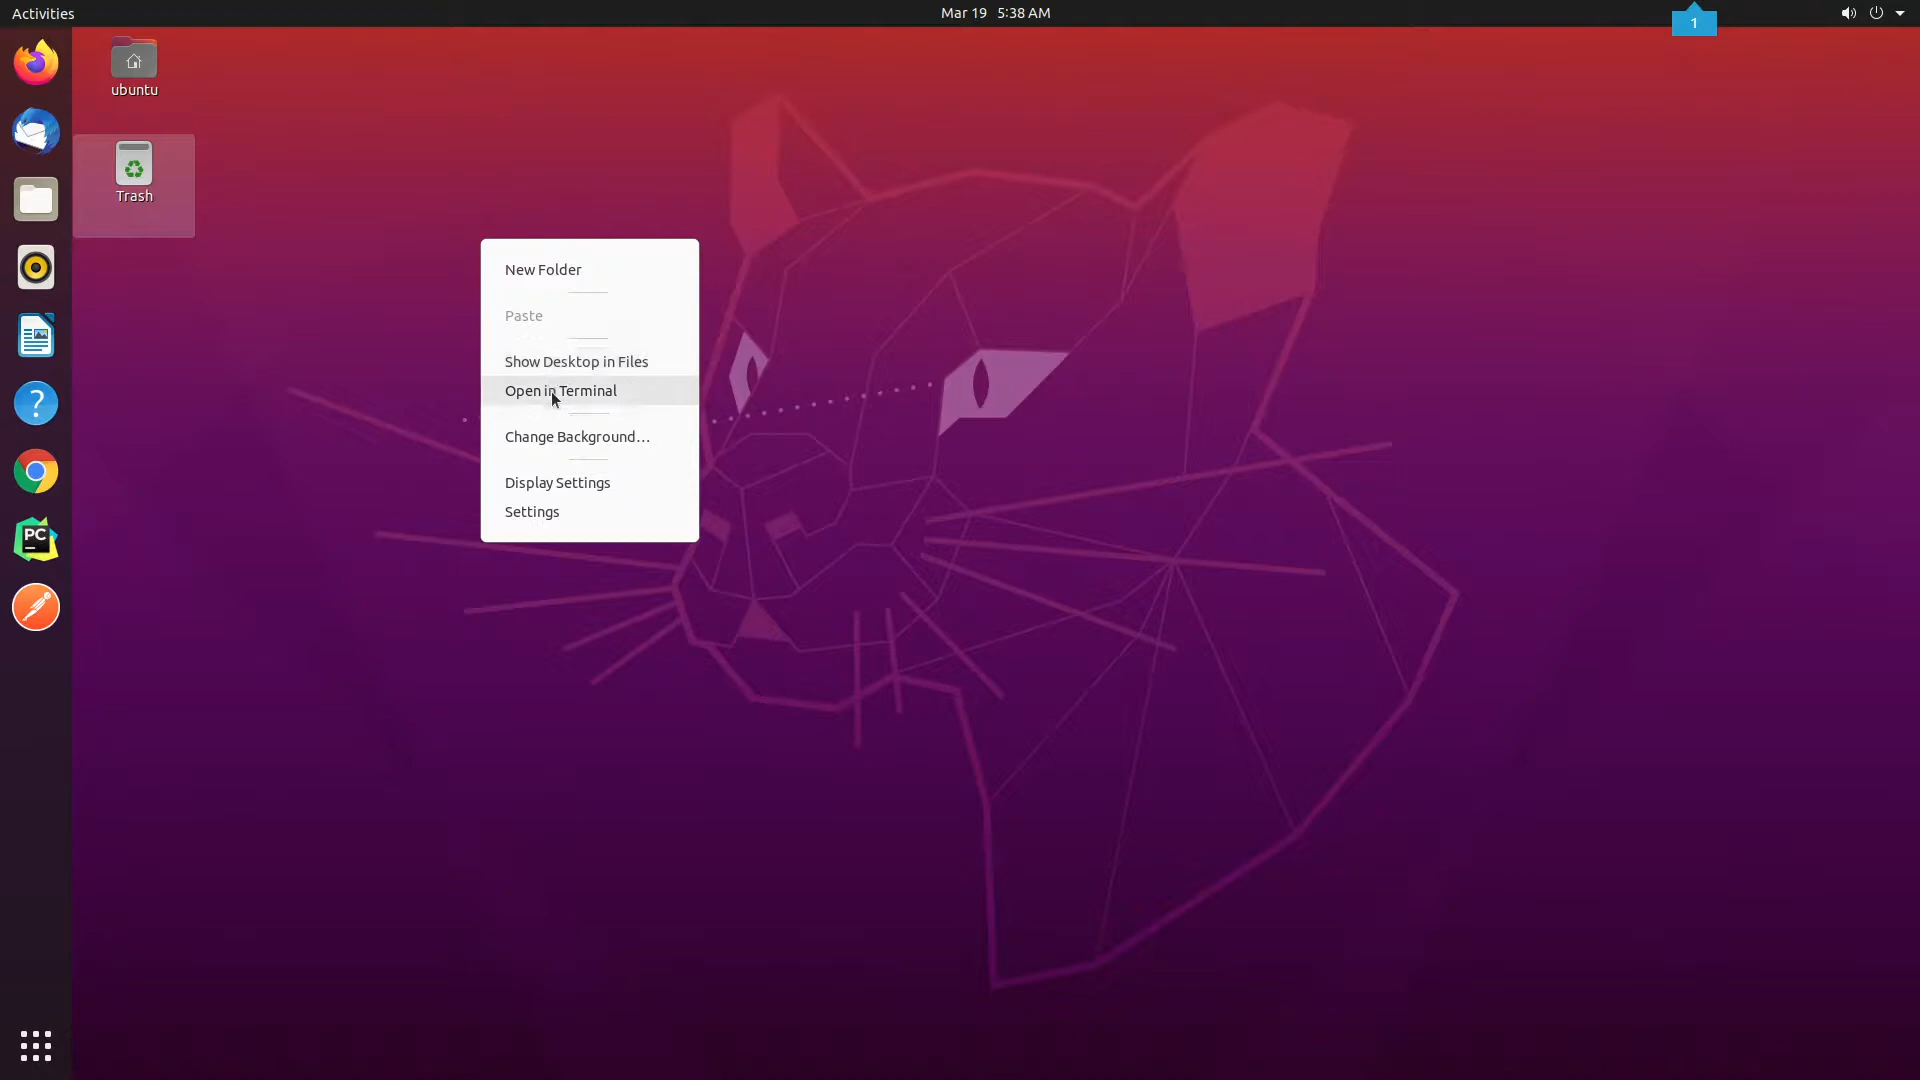 Activities
Mar 19 5:38 AM
1
ubuntu
Trash
New Folder
Paste
Show Desktop in Files
Open in Terminal
Change Background…
Display Settings
Settings
?
PC